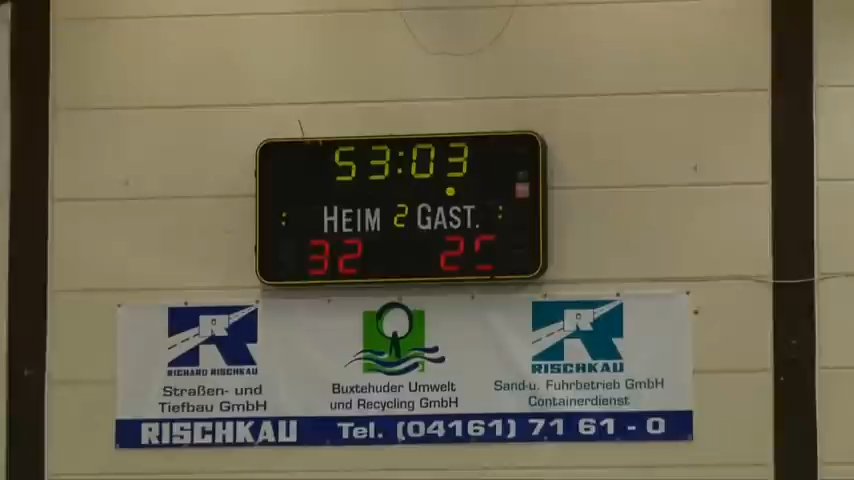 53:03
HEIM 2 GAST.
32
RICHARD RISCHKAU
Straßen- und
Tiefbau GmbH
Buxtehuder Umwelt
und Recycling GmbH
RISCHKAU
Sand-u. Fuhrbetrieb GmbH
Containerdienst
RISCHKAU Tel. (04161) 71 61 - 0